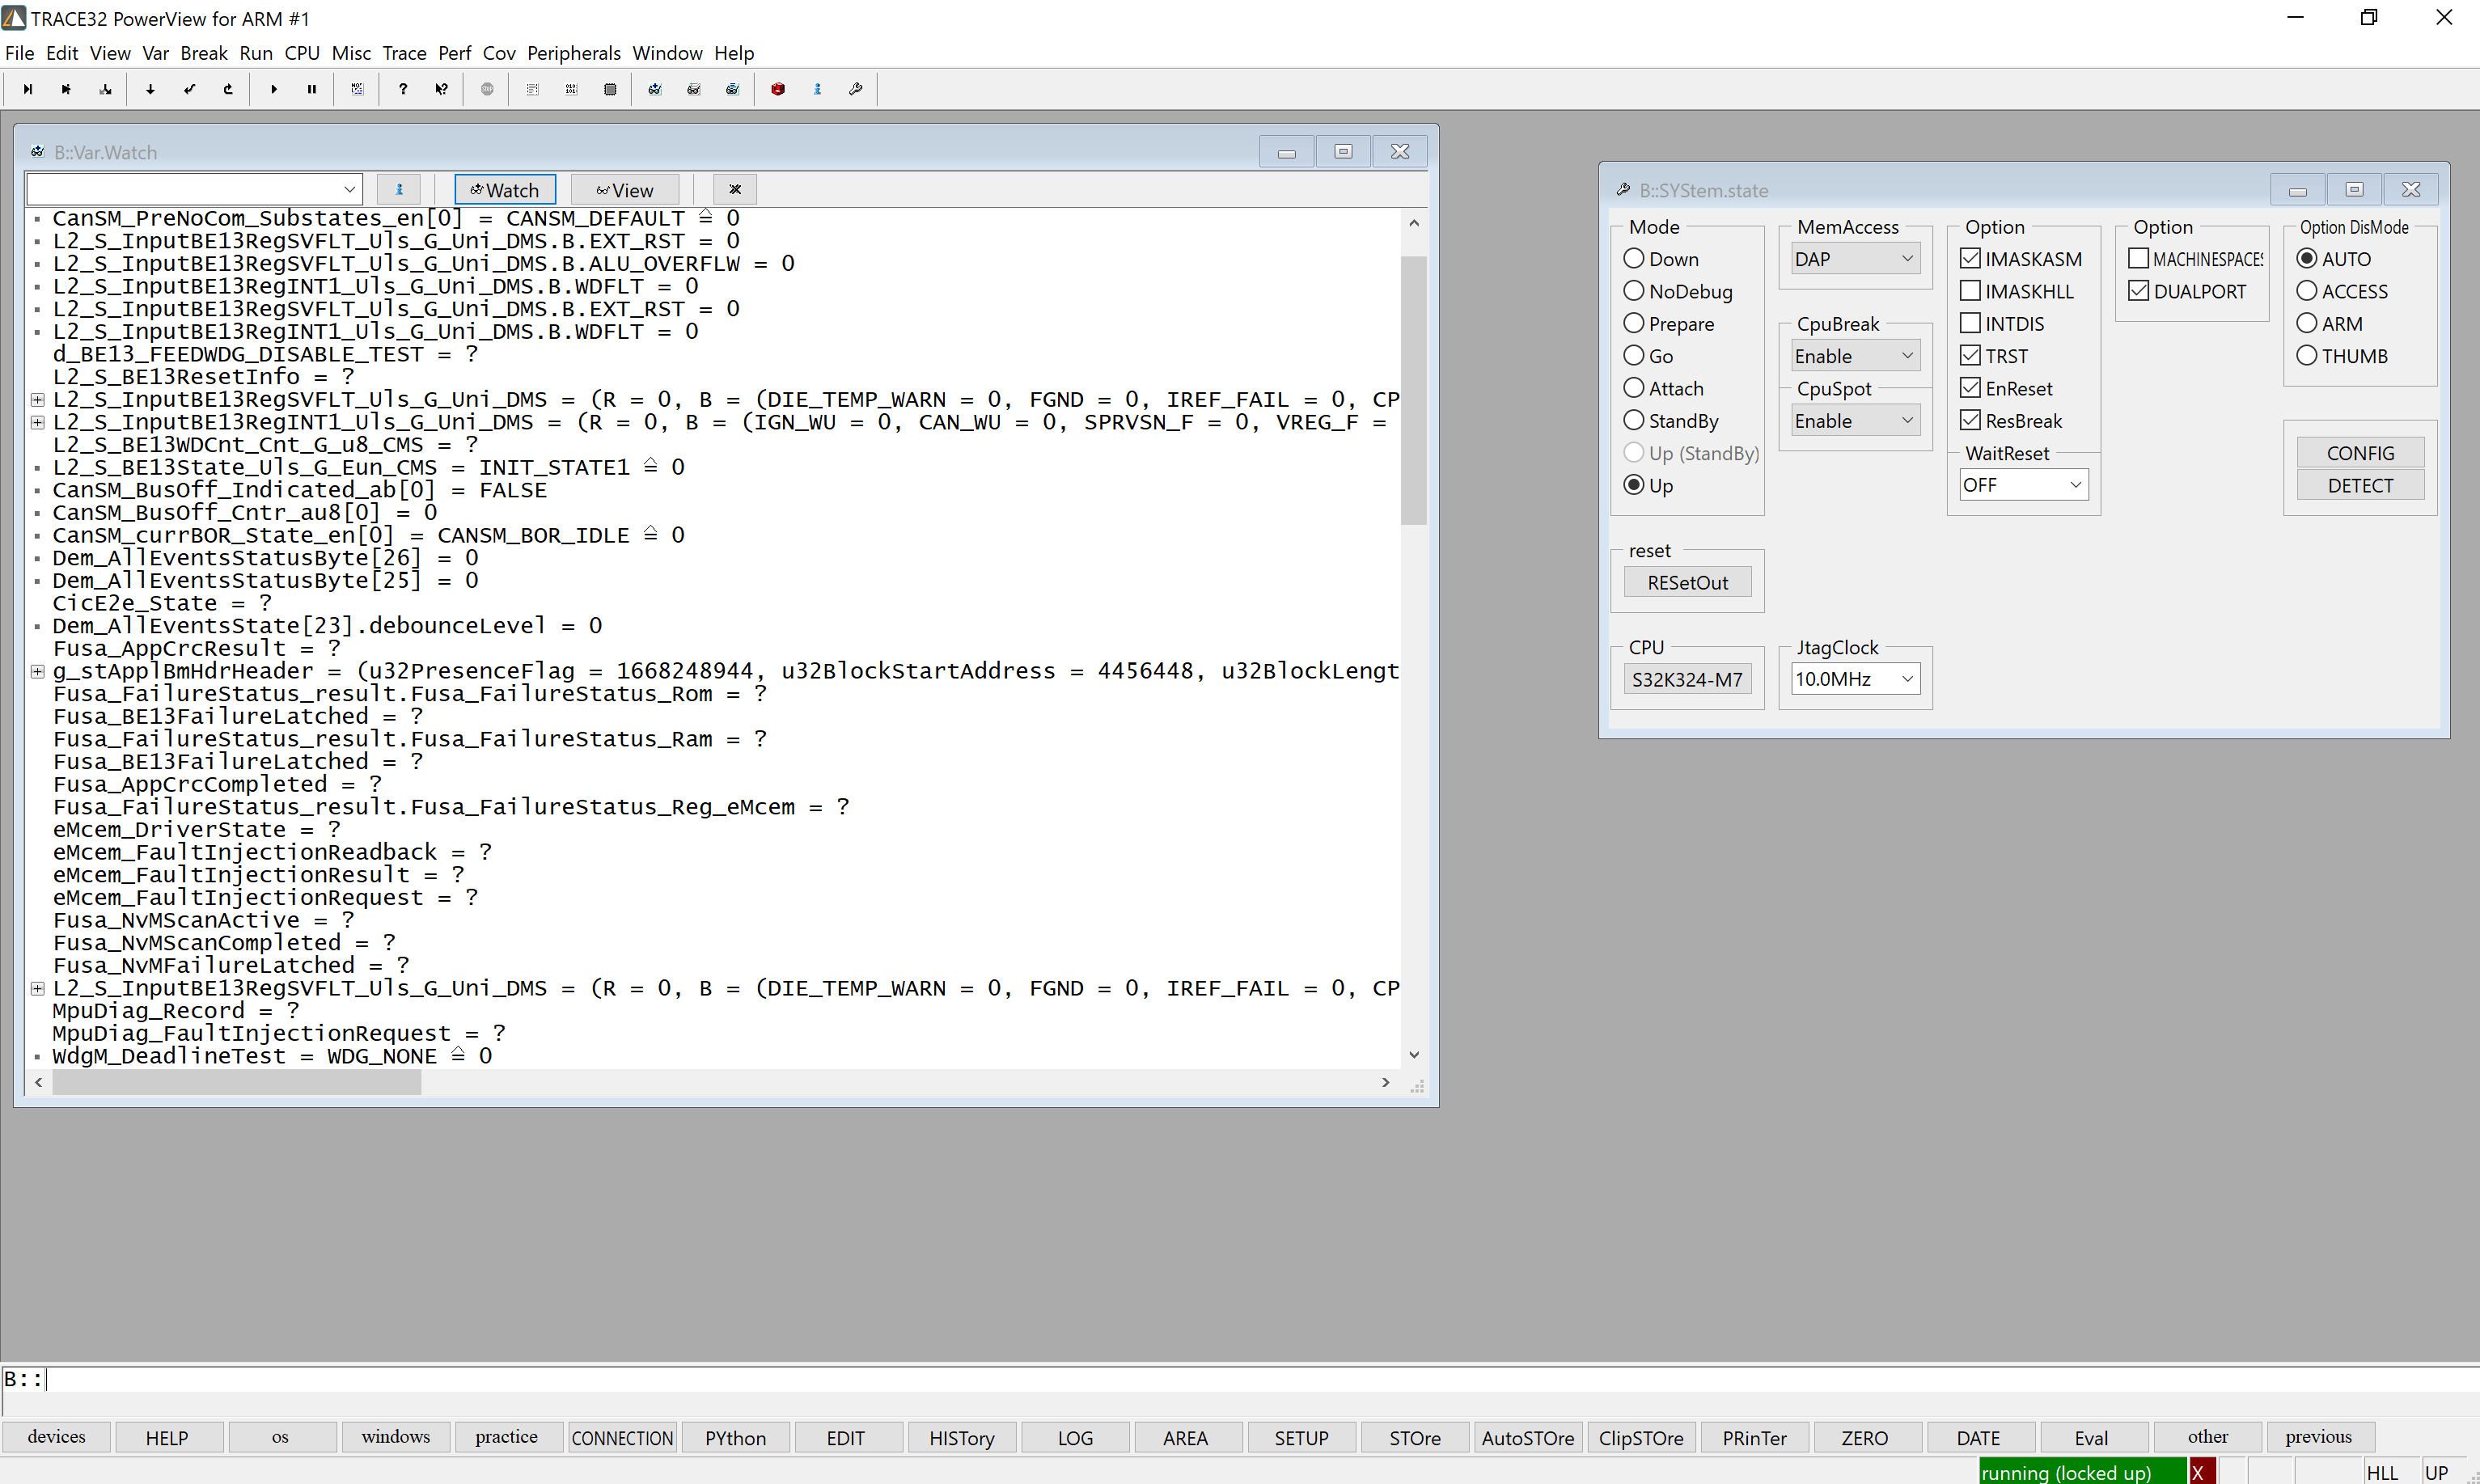 TRACE32 PowerView for ARM #1
File Edit View Var Break Run CPU Misc Trace Perf Cov Peripherals Window Help
B::Var.Watch
Watch View
CanSM_PreNoCom_Substates_en[0] = CANSM_DEFAULT ≙ 0
L2_S_InputBE13RegSVFLT_Uls_G_Uni_DMS.B.EXT_RST = 0
L2_S_InputBE13RegSVFLT_Uls_G_Uni_DMS.B.ALU_OVERFLW = 0
L2_S_InputBE13RegINT1_Uls_G_Uni_DMS.B.WDFLT = 0
L2_S_InputBE13RegSVFLT_Uls_G_Uni_DMS.B.EXT_RST = 0
L2_S_InputBE13RegINT1_Uls_G_Uni_DMS.B.WDFLT = 0
d_BE13_FEEDWDG_DISABLE_TEST = ?
L2_S_BE13ResetInfo = ?
L2_S_InputBE13RegSVFLT_Uls_G_Uni_DMS = (R = 0, B = (DIE_TEMP_WARN = 0, FGND = 0, IREF_FAIL = 0, CP
L2_S_InputBE13RegINT1_Uls_G_Uni_DMS = (R = 0, B = (IGN_WU = 0, CAN_WU = 0, SPRVSN_F = 0, VREG_F =
L2_S_BE13WDCnt_Cnt_G_u8_CMS = ?
L2_S_BE13State_Uls_G_Eun_CMS = INIT_STATE1 ≙ 0
CanSM_BusOff_Indicated_ab[0] = FALSE
CanSM_BusOff_Cntr_au8[0] = 0
CanSM_currBOR_State_en[0] = CANSM_BOR_IDLE ≙ 0
Dem_AllEventsStatusByte[26] = 0
Dem_AllEventsStatusByte[25] = 0
CicE2e_State = ?
Dem_AllEventsState[23].debounceLevel = 0
Fusa_AppCrcResult = ?
g_stApplBmHdrHeader = (u32PresenceFlag = 1668248944, u32BlockStartAddress = 4456448, u32BlockLengt
Fusa_FailureStatus_result.Fusa_FailureStatus_Rom = ?
Fusa_BE13FailureLatched = ?
Fusa_FailureStatus_result.Fusa_FailureStatus_Ram = ?
Fusa_BE13FailureLatched = ?
Fusa_AppCrcCompleted = ?
Fusa_FailureStatus_result.Fusa_FailureStatus_Reg_eMcem = ?
eMcem_DriverState = ?
eMcem_FaultInjectionReadback = ?
eMcem_FaultInjectionResult = ?
eMcem_FaultInjectionRequest = ?
Fusa_NvMScanActive = ?
Fusa_NvMScanCompleted = ?
Fusa_NvMFailureLatched = ?
L2_S_InputBE13RegSVFLT_Uls_G_Uni_DMS = (R = 0, B = (DIE_TEMP_WARN = 0, FGND = 0, IREF_FAIL = 0, CP
MpuDiag_Record = ?
MpuDiag_FaultInjectionRequest = ?
WdgM_DeadlineTest = WDG_NONE ≙ 0
B::SYStem.state
Mode
Down
NoDebug
Prepare
Go
Attach
StandBy
Up (StandBy)
Up
reset
RESetOut
CPU
S32K324-M7
MemAccess
DAP
CpuBreak
Enable
CpuSpot
Enable
JtagClock
10.0MHz
Option
IMASKASM
IMASKHLL
INTDIS
TRST
EnReset
ResBreak
WaitReset
OFF
Option
MACHINESPACES
DUALPORT
Option DisMode
AUTO
ACCESS
ARM
THUMB
CONFIG
DETECT
B::
devices HELP os windows practice CONNECTION PYthon EDIT HISTory LOG AREA SETUP STOre AutoSTOre ClipSTOre PRinTer ZERO DATE Eval other previous
running (locked up) X HLL UP